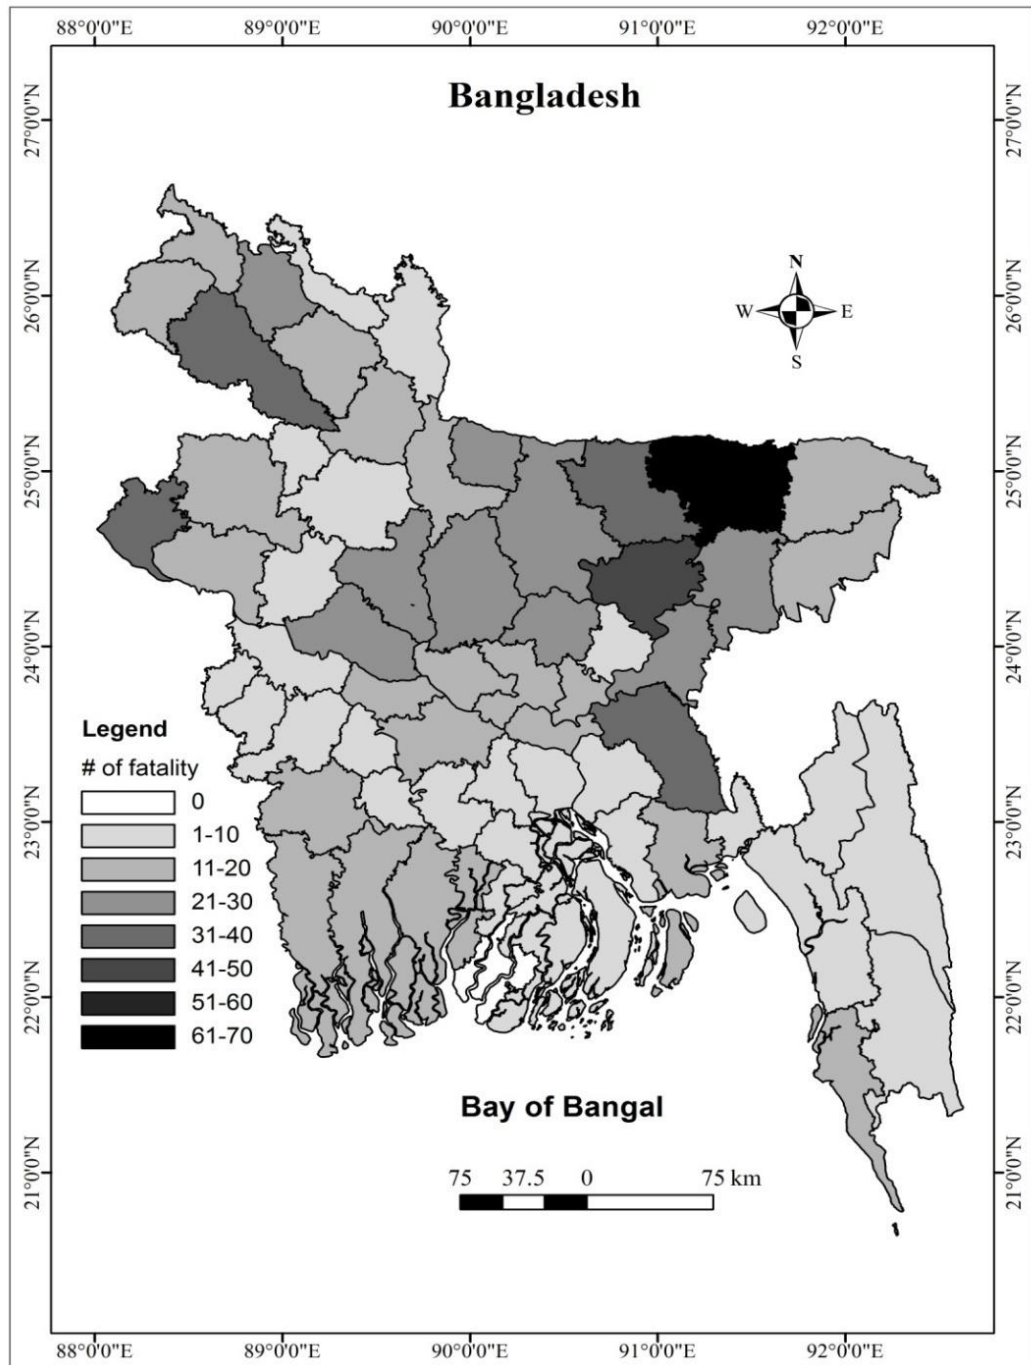 88°0'0"E 89°0'0"E 90°0'0"E 91°0'0"E 92°0'0"E
Bangladesh
27°0'0"N 27°0'0"N
26°0'0"N 26°0'0"N
25°0'0"N 25°0'0"N
24°0'0"N 24°0'0"N
23°0'0"N 23°0'0"N
22°0'0"N 22°0'0"N
21°0'0"N 21°0'0"N
N
W E
S
Legend
# of fatality
0
1-10
11-20
21-30
31-40
41-50
51-60
61-70
Bay of Bangal
75 37.5 0 75 km
88°0'0"E 89°0'0"E 90°0'0"E 91°0'0"E 92°0'0"E